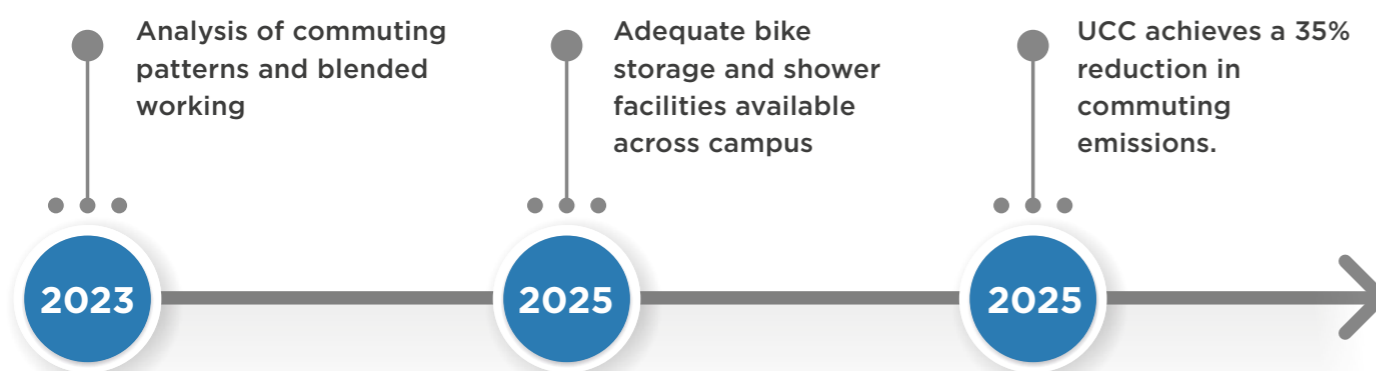 Analysis of commuting
patterns and blended
working
Adequate bike
storage and shower
facilities available
across campus
UCC achieves a 35%
reduction in
commuting
emissions.
2023
2025
2025